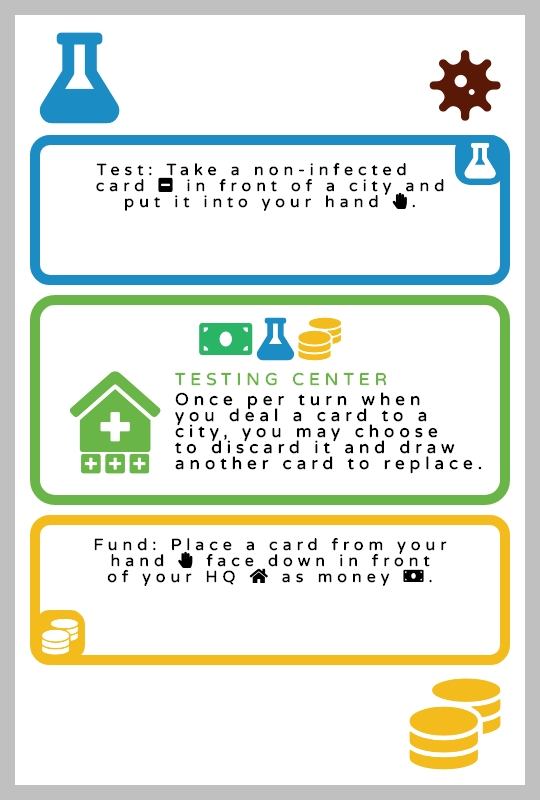 Test: Take a non-infected
card in front of a city and
put it into your hand .
TESTING CENTER
Once per turn when
you deal a card to a
city, you may choose
to discard it and draw
another card to replace.
Fund: Place a card from your
hand face down in front
of your HQ as money .